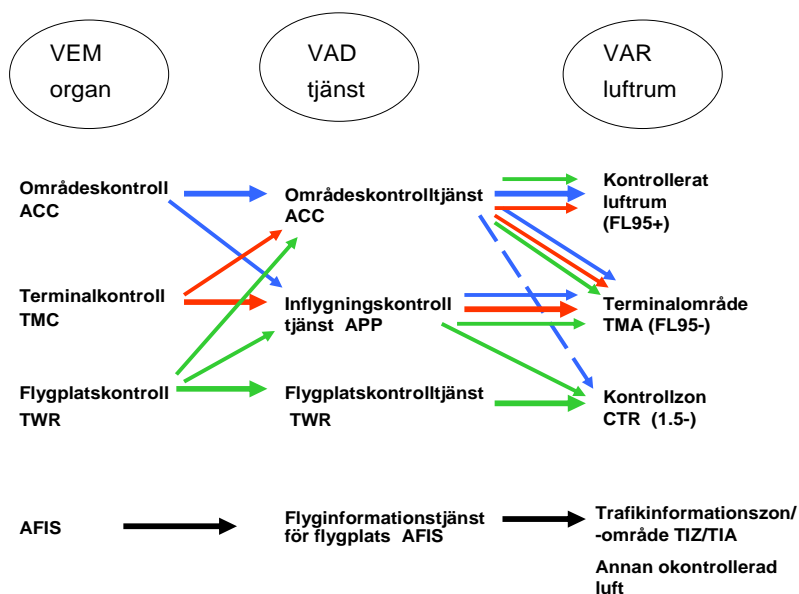 VEM
organ
VAD
tjänst
VAR
luftrum
Områdeskontroll
ACC
Områdeskontrolltjänst
ACC
Kontrollerat
luftrum
(FL95+)
Terminalkontroll
TMC
Inflygningskontroll
tjänst APP
Terminalområde
TMA (FL95-)
Flygplatskontroll
TWR
Flygplatskontrolltjänst
TWR
Kontrollzon
CTR (1.5-)
AFIS
Flyginformationstjänst
för flygplats AFIS
Trafikinformationszon/
-område TIZ/TIA
Annan okontrollerad
luft